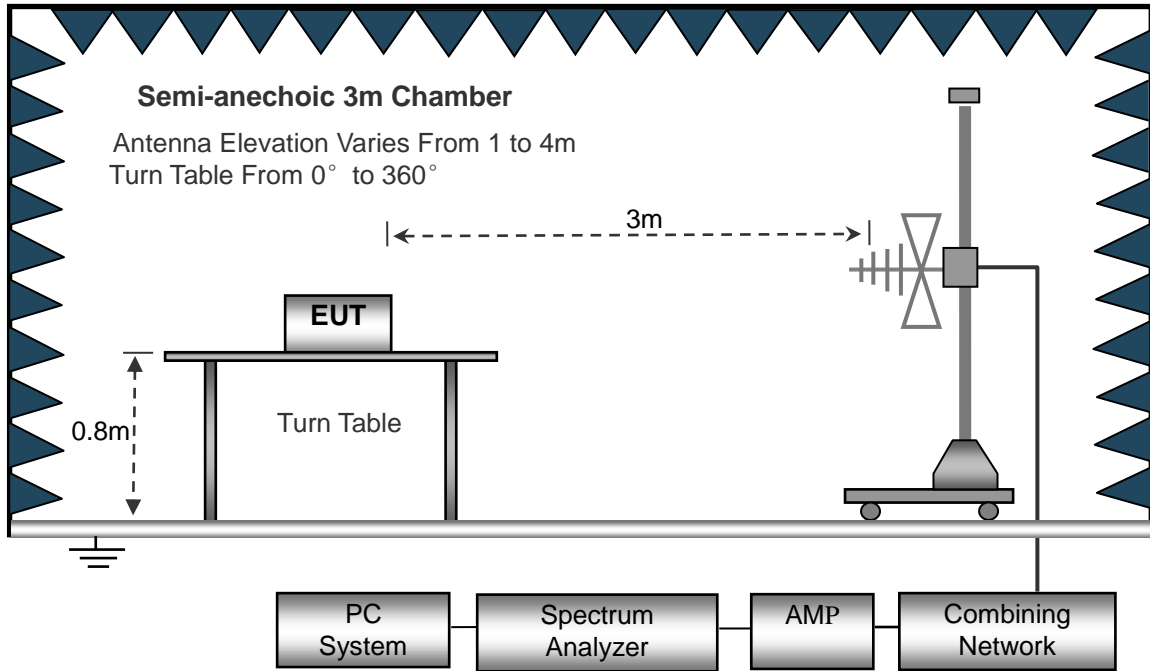 Semi-anechoic 3m Chamber
Antenna Elevation Varies From 1 to 4m
Turn Table From 0° to 360°
3m
EUT
0.8m
Turn Table
PC
System
Spectrum
Analyzer
AMP
Combining
Network